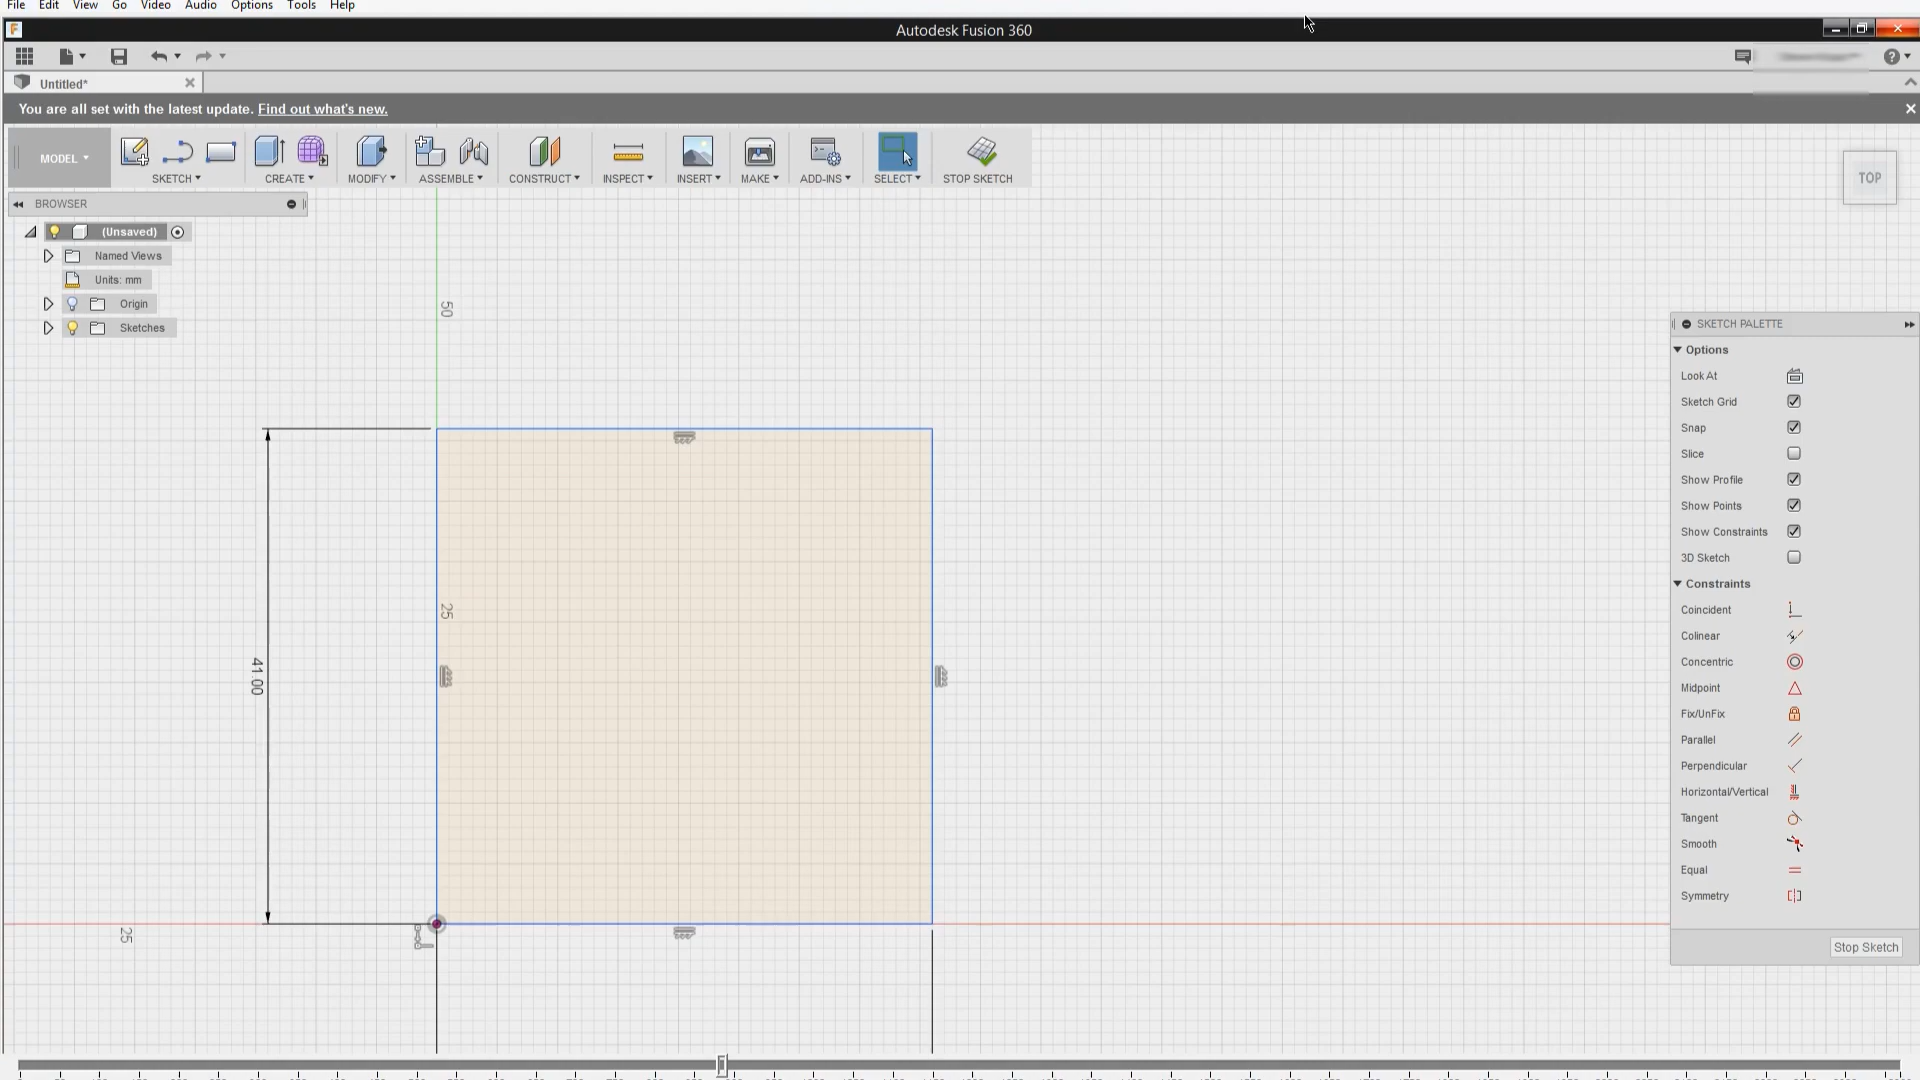 File Edit View Go Video Audio Options Tools Help
Autodesk Fusion 360
Untitled*
You are all set with the latest update. Find out what's new.
MODEL
SKETCH CREATE MODIFY ASSEMBLE CONSTRUCT INSPECT INSERT MAKE ADD-INS SELECT STOP SKETCH
TOP
BROWSER
(Unsaved)
Named Views
Units: mm
Origin
Sketches
50
25
41.00
25
SKETCH PALETTE
Options
Look At
Sketch Grid
Snap
Slice
Show Profile
Show Points
Show Constraints
3D Sketch
Constraints
Coincident
Colinear
Concentric
Midpoint
Fix/UnFix
Parallel
Perpendicular
Horizontal/Vertical
Tangent
Smooth
Equal
Symmetry
Stop Sketch